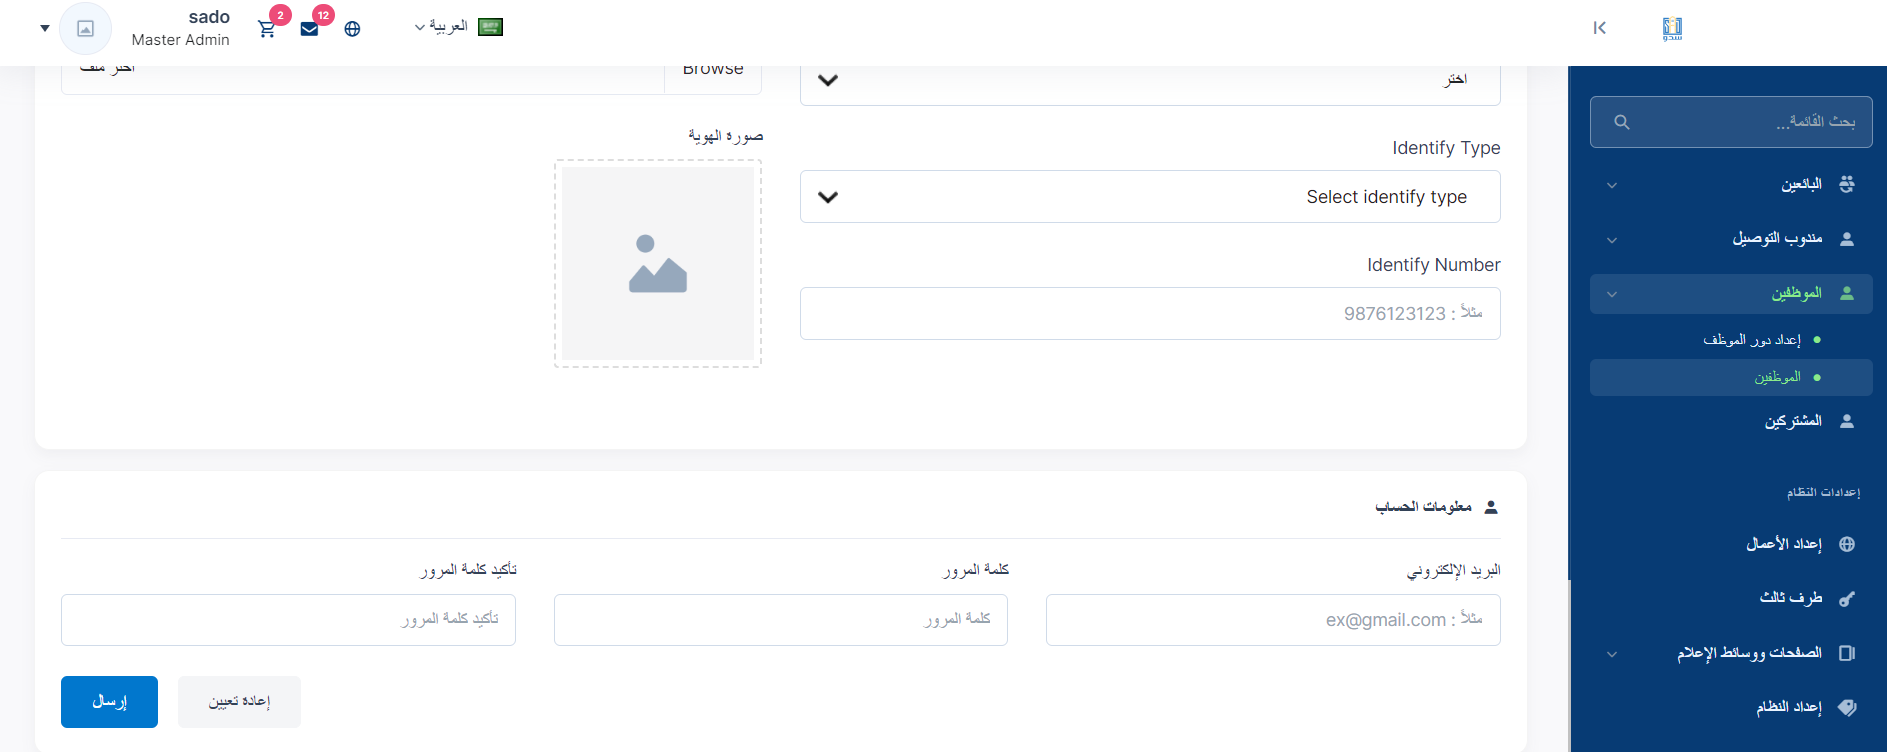 سدو
العربية
12
2
sado
Master Admin
بحث القائمة...
البائعين
مندوب التوصيل
الموظفين
إعداد دور الموظف
الموظفين
المشتركين
إعدادات النظام
إعداد الأعمال
طرف ثالث
الصفحات ووسائط الإعلام
إعداد النظام
اختر
Identify Type
Select identify type
Identify Number
مثلاً : 9876123123
اختر ملف
Browse
صورة الهوية
معلومات الحساب
البريد الإلكتروني
مثلاً : ex@gmail.com
كلمة المرور
كلمة المرور
تأكيد كلمة المرور
تأكيد كلمة المرور
إعادة تعيين
إرسال